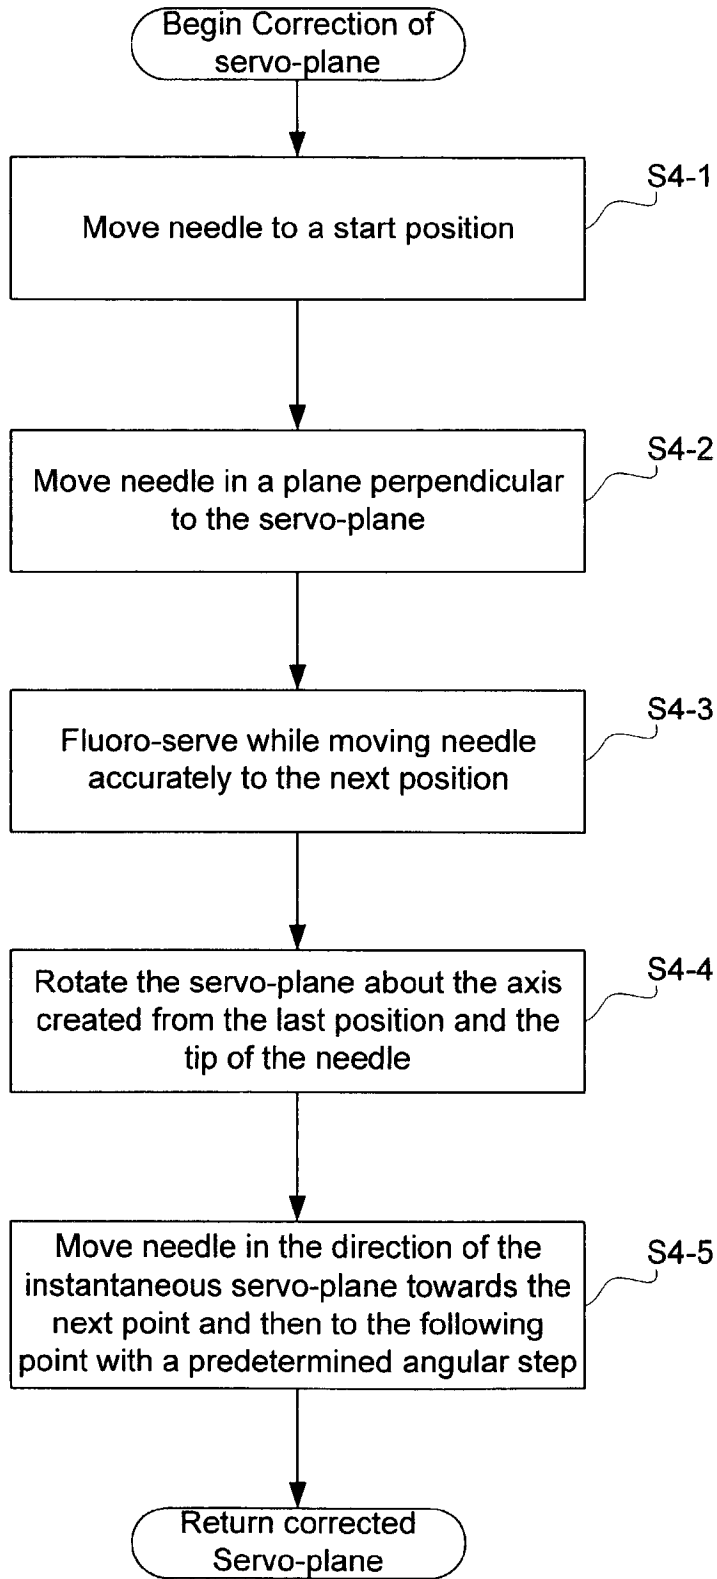 Begin Correction of
servo-plane
S4-1
Move needle to a start position
S4-2
Move needle in a plane perpendicular
to the servo-plane
S4-3
Fluoro-serve while moving needle
accurately to the next position
S4-4
Rotate the servo-plane about the axis
created from the last position and the
tip of the needle
S4-5
Move needle in the direction of the
instantaneous servo-plane towards the
next point and then to the following
point with a predetermined angular step
Return corrected
Servo-plane